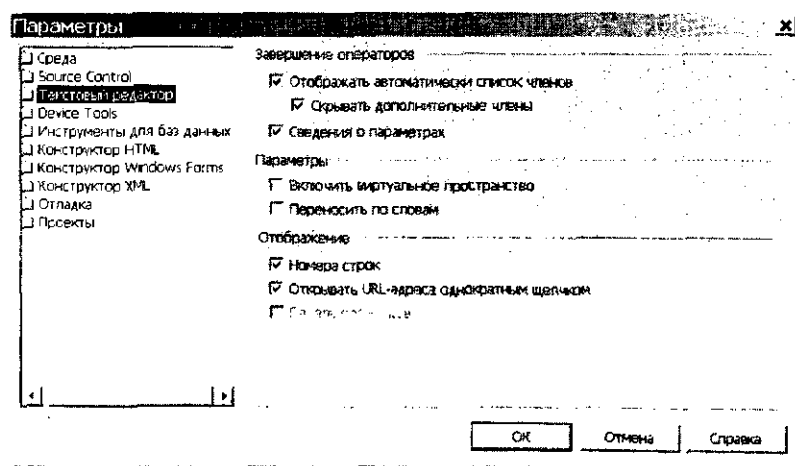 Параметры
Среда
Source Control
Текстовый редактор
Device Tools
Инструменты для баз данных
Конструктор HTML
Конструктор Windows Forms
Конструктор XML
Отладка
Проекты
Завершение операторов
Отображать автоматически список членов
Скрывать дополнительные члены
Сведения о параметрах
Параметры
Включить виртуальное пространство
Переносить по словам
Отображение
Номера строк
Открывать URL-адреса однократным щелчком
OK
Отмена
Справка